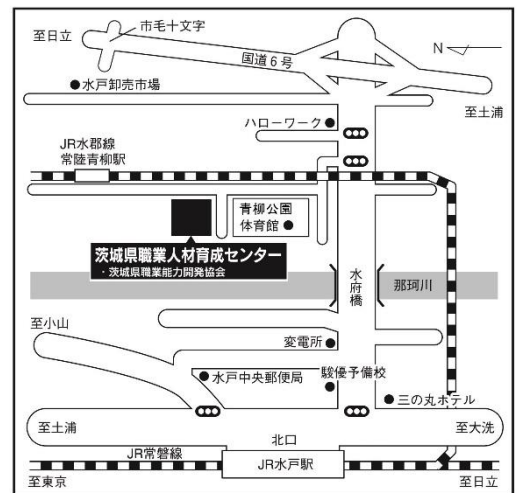 市毛十文字
至日立
国道6号
N
水戸卸売市場
至土浦
ハローワーク
JR水郡線
常陸青柳駅
青柳公園
体育館
茨城県職業人材育成センター
・茨城県職業能力開発協会
水府橋
那珂川
至小山
変電所
水戸中央郵便局
駿優予備校
三の丸ホテル
至土浦
北口
至大洗
JR常磐線
JR水戸駅
至東京
至日立